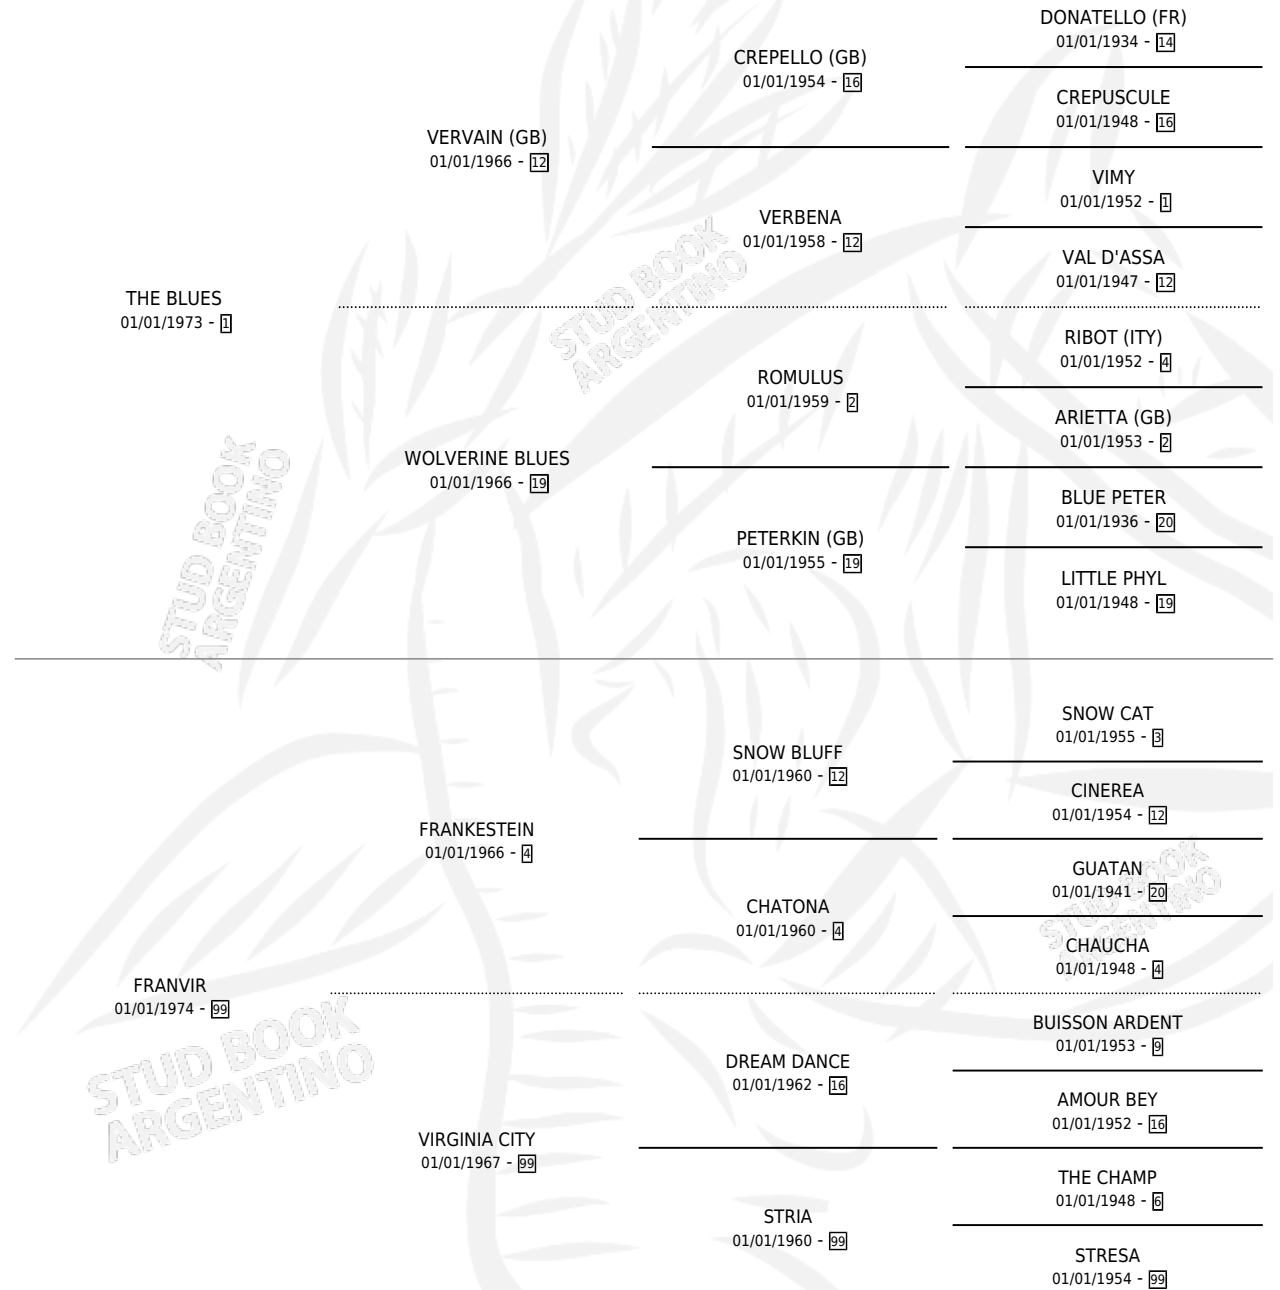 DONATELLO (FR)
01/01/1934 - 14
CREPELLO (GB)
01/01/1954 - 16
CREPUSCULE
01/01/1948 - 16
VERVAIN (GB)
01/01/1966 - 12
VIMY
01/01/1952 - 1
VERBENA
01/01/1958 - 12
VAL D'ASSA
01/01/1947 - 12
THE BLUES
01/01/1973 - 1
RIBOT (ITY)
01/01/1952 - 4
ROMULUS
01/01/1959 - 2
ARIETTA (GB)
01/01/1953 - 2
WOLVERINE BLUES
01/01/1966 - 19
BLUE PETER
01/01/1936 - 20
PETERKIN (GB)
01/01/1955 - 19
LITTLE PHYL
01/01/1948 - 19
SNOW CAT
01/01/1955 - 3
SNOW BLUFF
01/01/1960 - 12
CINEREA
01/01/1954 - 12
FRANKESTEIN
01/01/1966 - 4
GUATAN
01/01/1941 - 20
CHATONA
01/01/1960 - 4
CHAUCHA
01/01/1948 - 4
FRANVIR
01/01/1974 - 99
BUISSON ARDENT
01/01/1953 - 9
DREAM DANCE
01/01/1962 - 16
AMOUR BEY
01/01/1952 - 16
VIRGINIA CITY
01/01/1967 - 99
THE CHAMP
01/01/1948 - 6
STRIA
01/01/1960 - 99
STRESA
01/01/1954 - 99
STUD BOOK
ARGENTINO
STUD BOOK
ARGENTINO
STUD BOOK
ARGENTINO
STUD BOOK
ARGENTINO